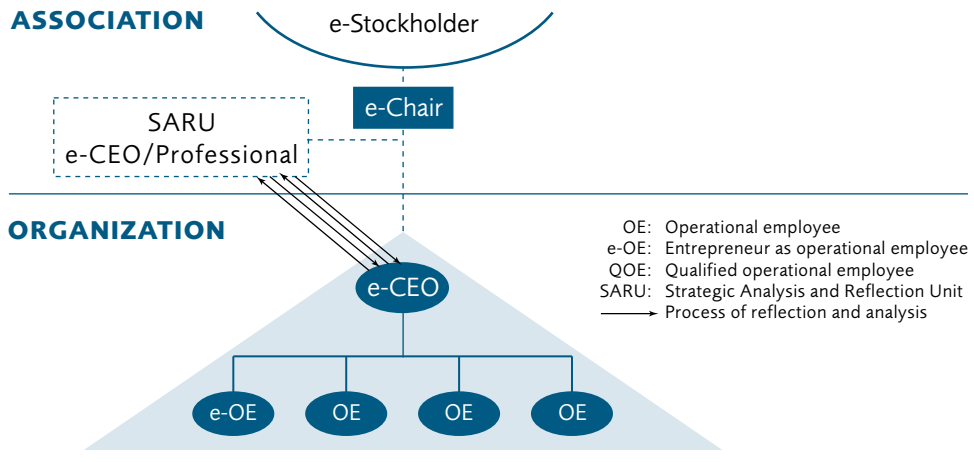 ASSOCIATION
e-Stockholder
e-Chair
SARU
e-CEO/Professional
ORGANIZATION
OE: Operational employee
e-OE: Entrepreneur as operational employee
QOE: Qualified operational employee
SARU: Strategic Analysis and Reflection Unit
Process of reflection and analysis
e-CEO
e-OE
OE
OE
OE